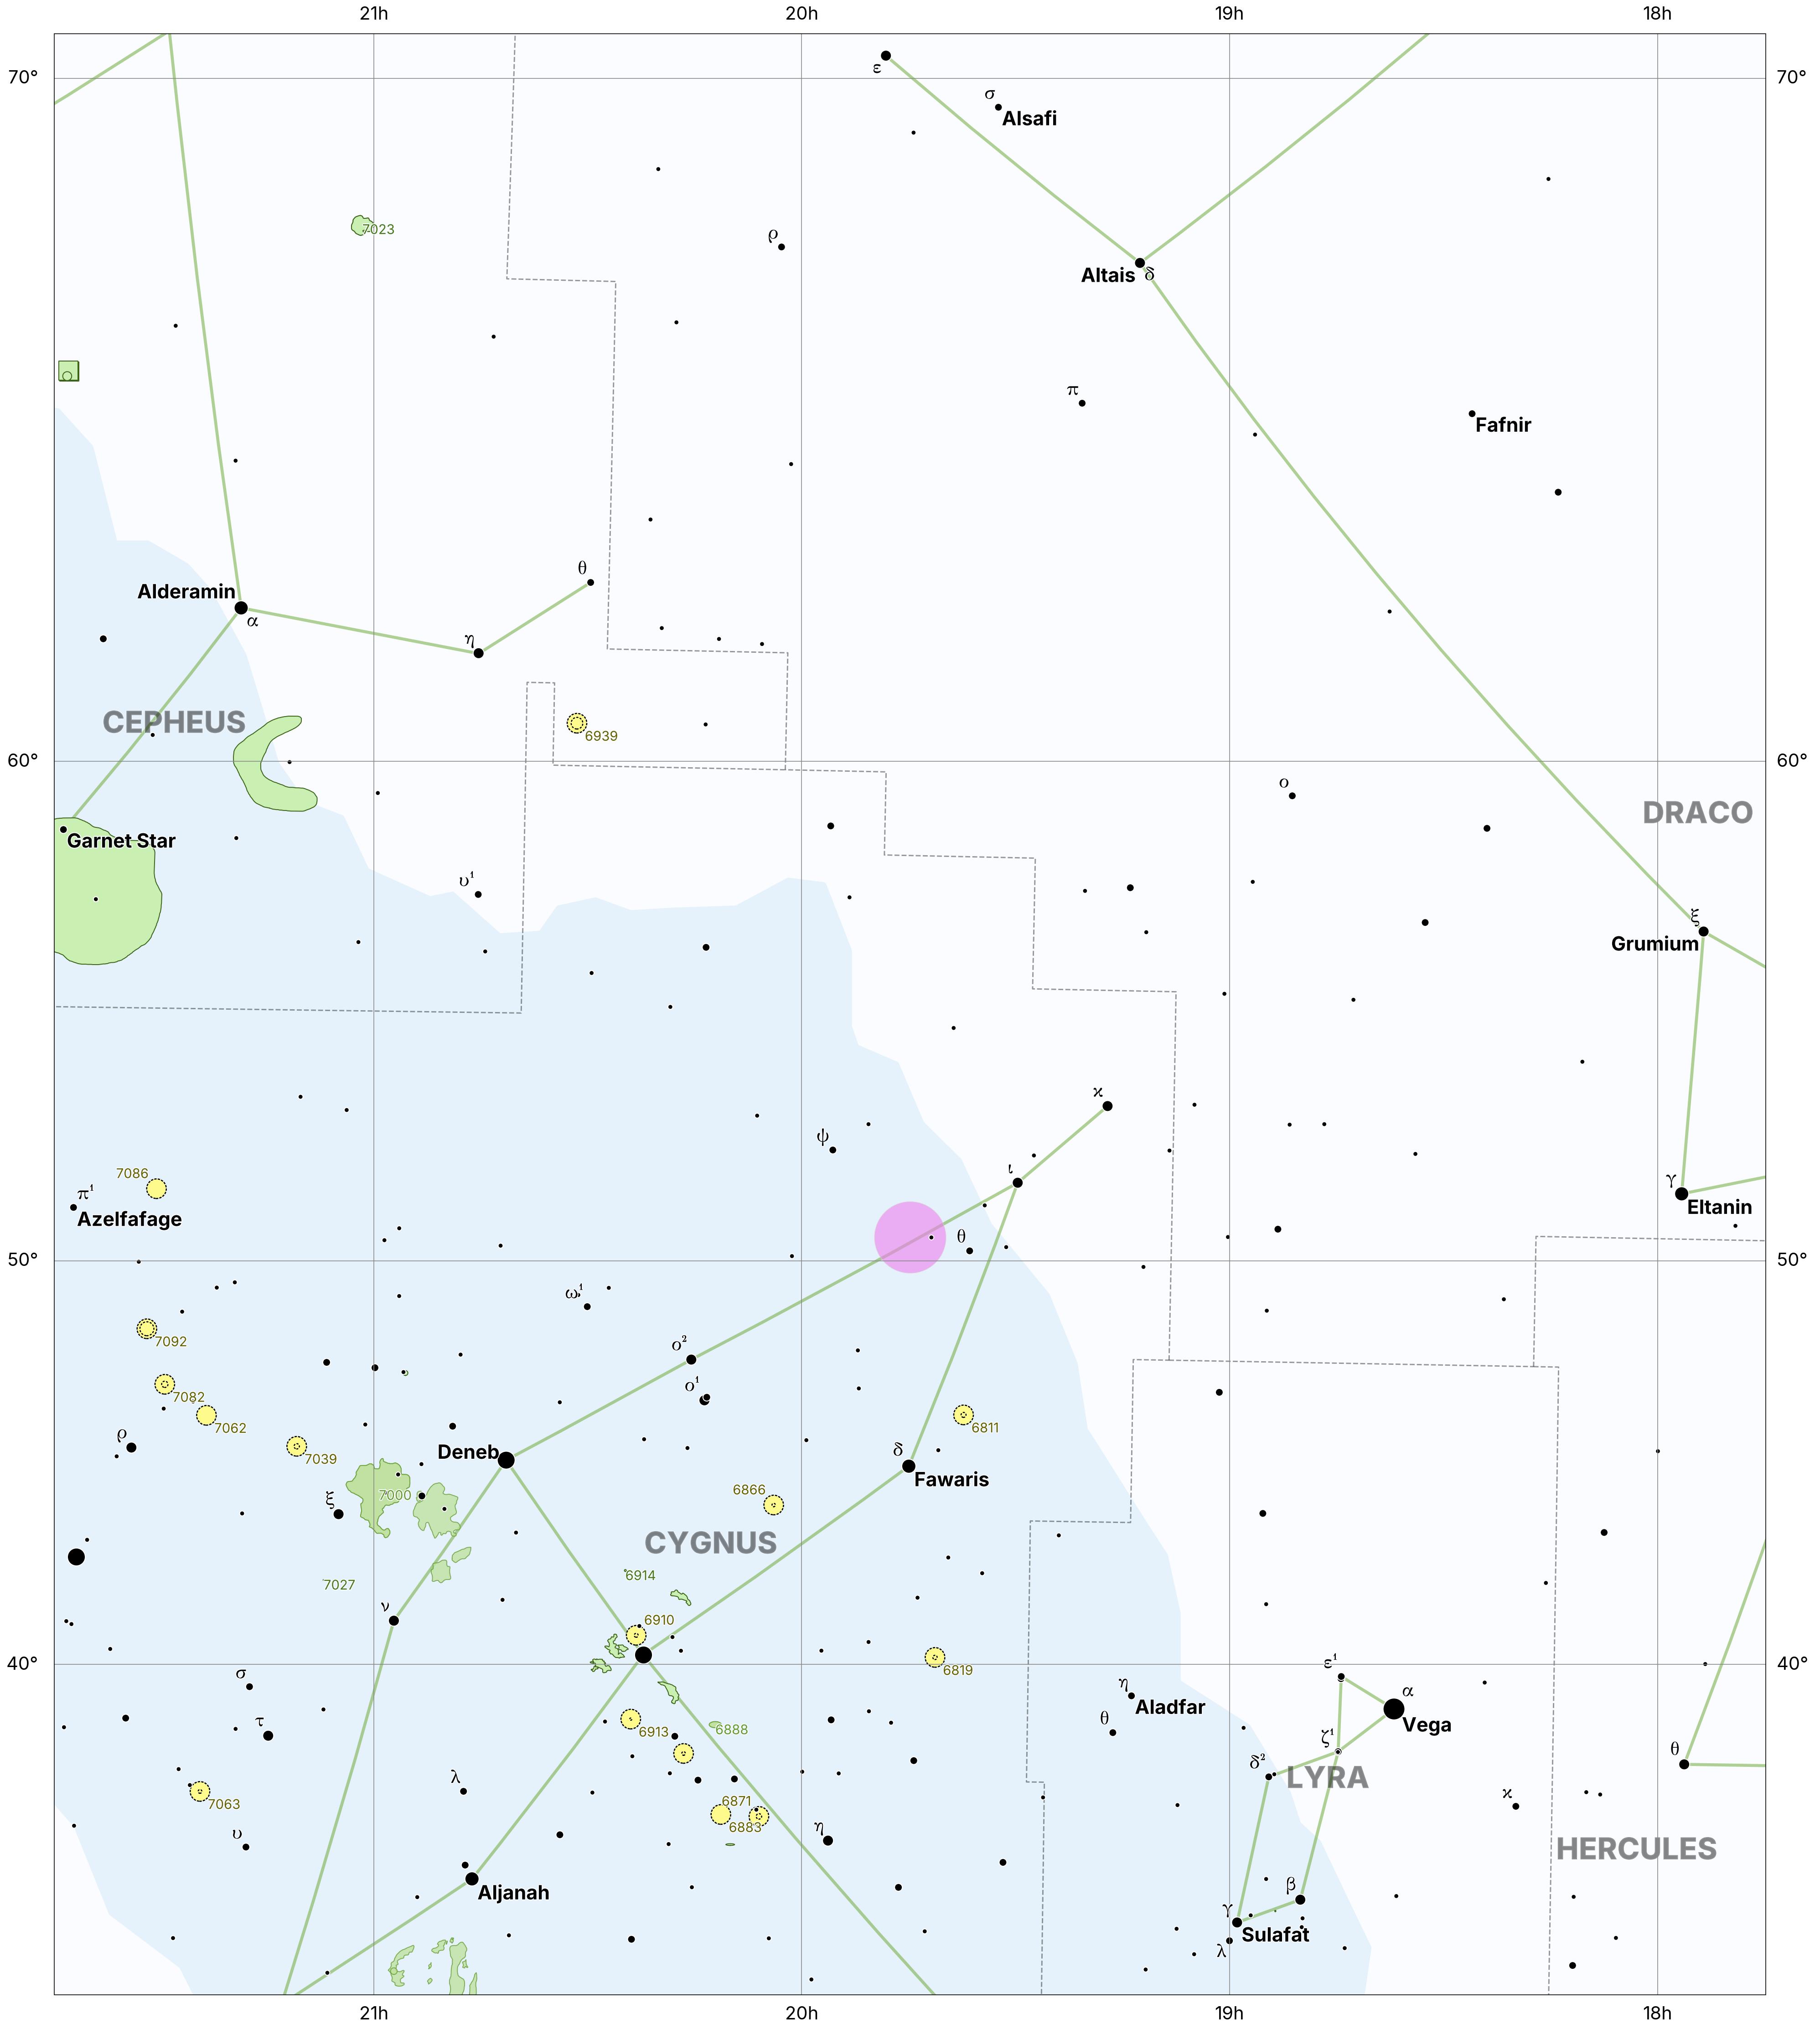 21h 20h 19h 18h
70° 70°
ε
σ
Alsafi
7023
ρ
Altais δ
π
Fafnir
θ
Alderamin
α
η
CEPHEUS
6939
60° 60°
ο
DRACO
Garnet Star
υ¹
ξ
Grumium
ϰ
ψ
ι
7086
π¹
Azelfafage
γ
Eltanin
θ
50° 50°
ω¹
7092
ο²
ο¹
7082
7062
6811
ρ
Deneb
δ
7039
Fawaris
7000
6866
ξ
CYGNUS
6914
7027
ν
6910
40° 40°
6819
ε¹
σ
η
Aladfar
α
Vega
τ
6913
6888
θ
ζ¹
δ²
θ
LYRA
λ
7063
6871
6883
ϰ
υ
η
HERCULES
Aljanah
β
γ
Sulafat
λ
21h 20h 19h 18h